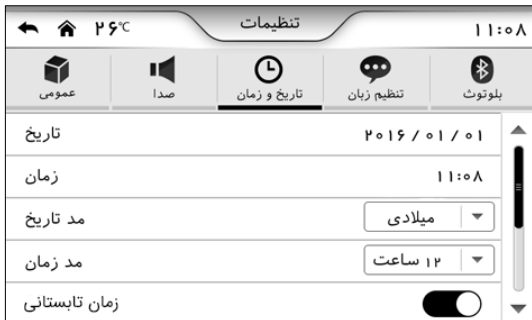 ۲۶°C تنظیمات ۱۱:۰۸
عمومی صدا تاریخ و زمان تنظیم زبان بلوتوث
تاریخ ۲۰۱۶ / ۰۱ / ۰۱
زمان ۱۱:۰۸
مد تاریخ میلادی
مد زمان ۱۲ ساعت
زمان تابستانی